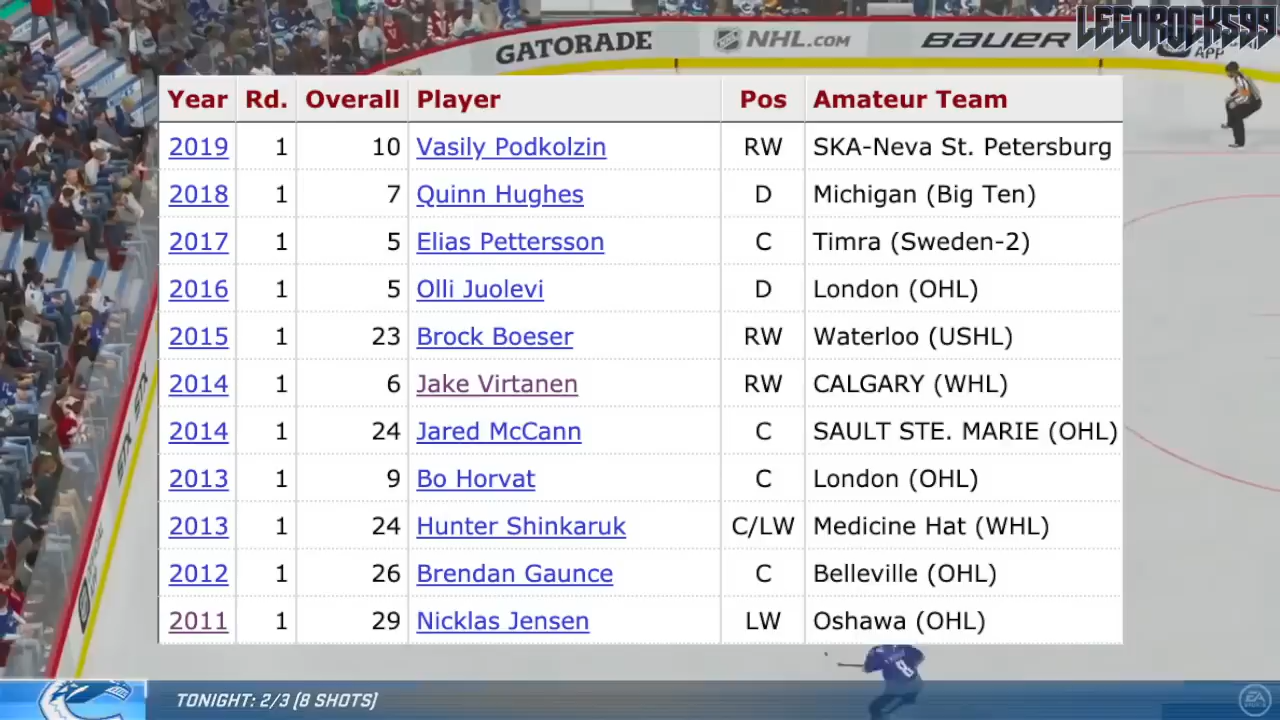 LEGOROCKS99
GATORADE NHL.COM BAUER APP
Year Rd. Overall Player Pos Amateur Team
2019 1 10 Vasily Podkolzin RW SKA-Neva St. Petersburg
2018 1 7 Quinn Hughes D Michigan (Big Ten)
2017 1 5 Elias Pettersson C Timra (Sweden-2)
2016 1 5 Olli Juolevi D London (OHL)
2015 1 23 Brock Boeser RW Waterloo (USHL)
2014 1 6 Jake Virtanen RW CALGARY (WHL)
2014 1 24 Jared McCann C SAULT STE. MARIE (OHL)
2013 1 9 Bo Horvat C London (OHL)
2013 1 24 Hunter Shinkaruk C/LW Medicine Hat (WHL)
2012 1 26 Brendan Gaunce C Belleville (OHL)
2011 1 29 Nicklas Jensen LW Oshawa (OHL)
8
TONIGHT: 2/3 [8 SHOTS]
EA